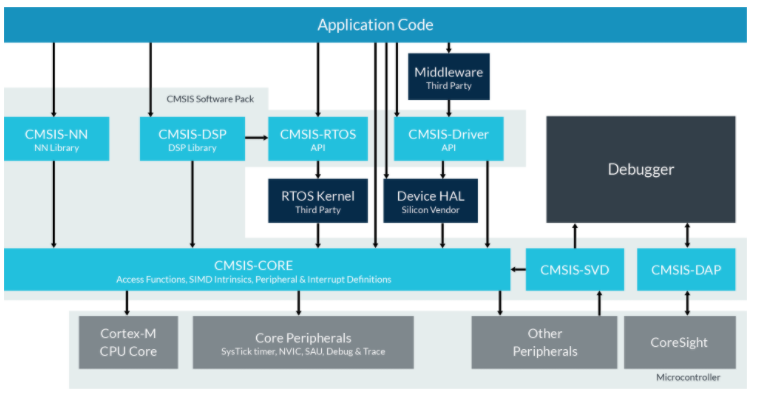 Application Code
Middleware
Third Party
CMSIS Software Pack
CMSIS-NN
NN Library
CMSIS-DSP
DSP Library
CMSIS-RTOS
API
CMSIS-Driver
API
Debugger
RTOS Kernel
Third Party
Device HAL
Silicon Vendor
CMSIS-CORE
Access Functions, SIMD Intrinsics, Peripheral & Interrupt Definitions
CMSIS-SVD
CMSIS-DAP
Cortex-M
CPU Core
Core Peripherals
SysTick timer, NVIC, SAU, Debug & Trace
Other
Peripherals
CoreSight
Microcontroller